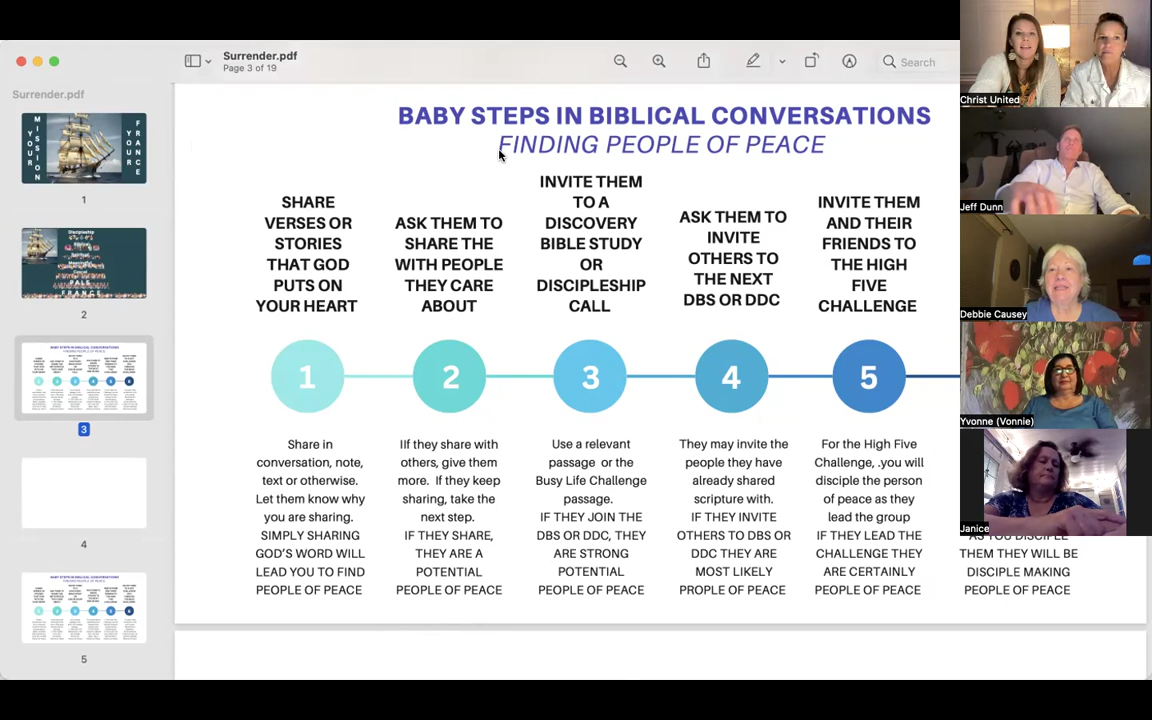 Surrender.pdf
Page 3 of 19
Search
Surrender.pdf
MISSION
YOUR
FRANCE
YOUR
1
2
3
4
5
BABY STEPS IN BIBLICAL CONVERSATIONS
FINDING PEOPLE OF PEACE
SHARE
VERSES OR
STORIES
THAT GOD
PUTS ON
YOUR HEART
ASK THEM TO
SHARE THE
WITH PEOPLE
THEY CARE
ABOUT
INVITE THEM
TO A
DISCOVERY
BIBLE STUDY
OR
DISCIPLESHIP
CALL
ASK THEM TO
INVITE
OTHERS TO
THE NEXT
DBS OR DDC
INVITE THEM
AND THEIR
FRIENDS TO
THE HIGH
FIVE
CHALLENGE
1
2
3
4
5
Share in
conversation, note,
text or otherwise.
Let them know why
you are sharing.
SIMPLY SHARING
GOD'S WORD WILL
LEAD YOU TO FIND
PEOPLE OF PEACE
IIf they share with
others, give them
more. If they keep
sharing, take the
next step.
IF THEY SHARE,
THEY ARE A
POTENTIAL
PEOPLE OF PEACE
Use a relevant
passage or the
Busy Life Challenge
passage.
IF THEY JOIN THE
DBS OR DDC, THEY
ARE STRONG
POTENTIAL
PEOPLE OF PEACE
They may invite the
people they have
already shared
scripture with.
IF THEY INVITE
OTHERS TO DBS OR
DDC THEY ARE
MOST LIKELY
PROPLE OF PEACE
For the High Five
Challenge, .you will
disciple the person
of peace as they
lead the group
IF THEY LEAD THE
CHALLENGE THEY
ARE CERTAINLY
PEOPLE OF PEACE
AS YOU DISCIPLE
THEM THEY WILL BE
DISCIPLE MAKING
PEOPLE OF PEACE
Christ United
Jeff Dunn
Debbie Causey
Yvonne (Vonnie)
Janice